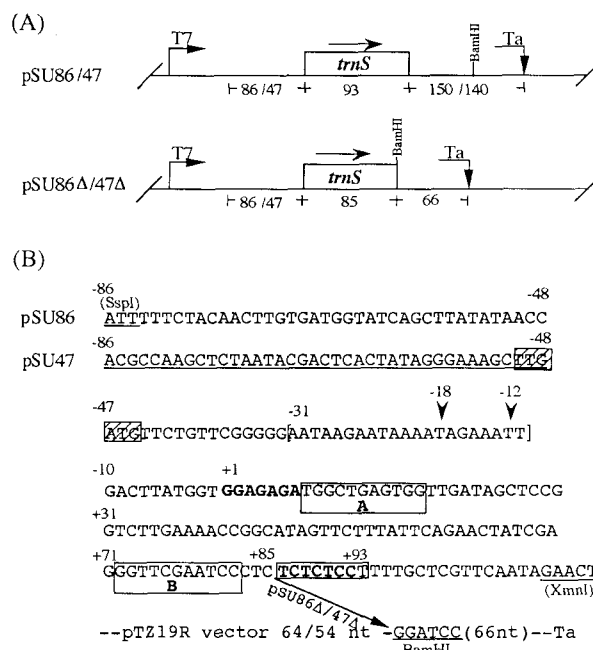 (A)
T7
BamHI
Ta
pSU86/47
trnS
86/47
93
150/140
T7
BamHI
Ta
pSU86Δ/47Δ
trnS
86/47
85
66
(B)
-86
-48
(SspI)
pSU86
ATTTTTCTACAACTTGTGATGGTATCAGCTTATATAACC
-86
-48
pSU47
ACGCCAAGCTCTAATACGACTCACTATAGGGAAAGCTTG
-47
-31
-18
-12
ATGTTCTGTTCGGGGG[AATAAGAATAAAATAGAAATT]
-10
+1
GACTTATGGT GGAGAGATGGCTGAGTGGTTGATAGCTCCG
A
+31
GTCTTGAAAACCGGCATAGTTCTTTATTCAGAACTATCGA
+71
+85
+93
GGGTTCGAATCCCTCTCTCTCCTTTTGCTCGTTCAATAGAACT
B
(XmnI)
pSU86Δ/47Δ
--pTZ19R vector 64/54 nt -GGATCC(66nt)--Ta
BamHI